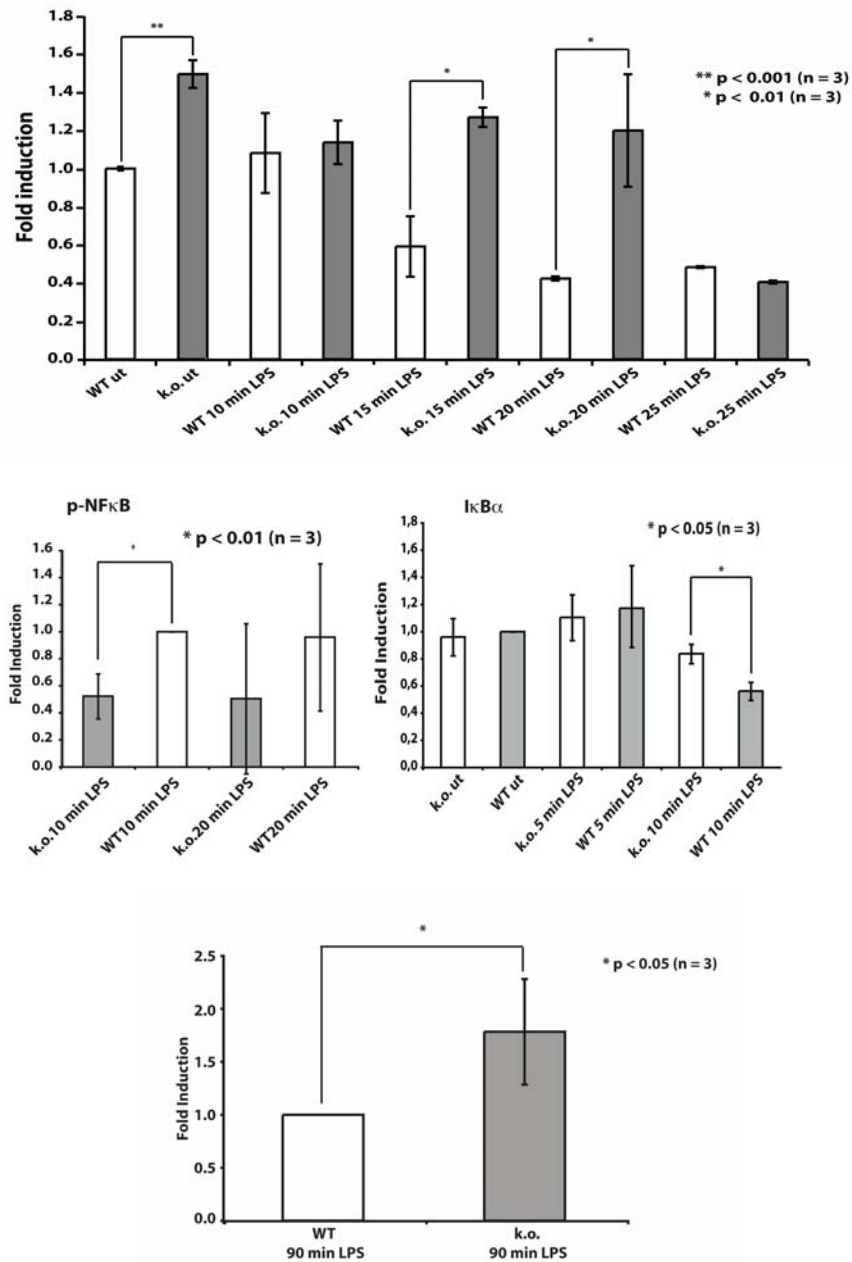 1.8
**
*
*
1.6
** p < 0.001 (n = 3)
* p < 0.01 (n = 3)
1.4
1.2
1.0
0.8
0.6
0.4
0.2
0.0
Fold induction
WT ut
k.o. ut
WT 10 min LPS
k.o. 10 min LPS
WT 15 min LPS
k.o. 15 min LPS
WT 20 min LPS
k.o. 20 min LPS
WT 25 min LPS
k.o. 25 min LPS
p-NFκB
* p < 0.01 (n = 3)
1.6
1.4
1.2
1.0
0.8
0.6
0.4
0.2
0.0
Fold Induction
k.o.10 min LPS
WT10 min LPS
k.o.20 min LPS
WT20 min LPS
IκBα
* p < 0.05 (n = 3)
*
1,8
1,6
1,4
1,2
1,0
0,8
0,6
0,4
0,2
0,0
Fold Induction
k.o. ut
WT ut
k.o. 5 min LPS
WT 5 min LPS
k.o. 10 min LPS
WT 10 min LPS
*
* p < 0.05 (n = 3)
2.5
2.0
1.5
1.0
0.5
0.0
Fold Induction
WT
90 min LPS
k.o.
90 min LPS